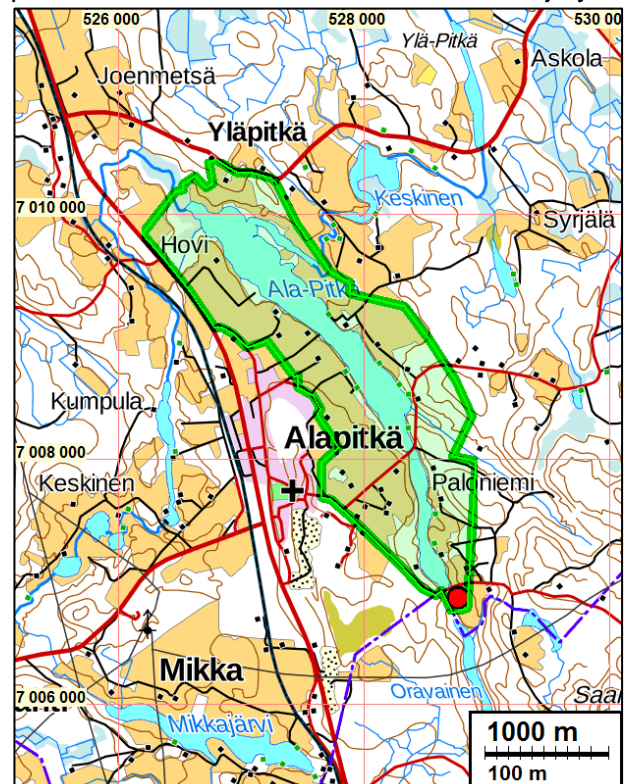 526 000
528 000
530 0
Ylä-Pitkä
Askola
Joenmetsä
Yläpitkä
Keskinen
7 010 000
Syrjälä
Hovi
Ala-Pitkä
Kumpula
Alapitkä
7 008 000
Keskinen
Paloniemi
Mikka
Oravainen
Saar
7 006 000
Mikkajärvi
1000 m
100 m